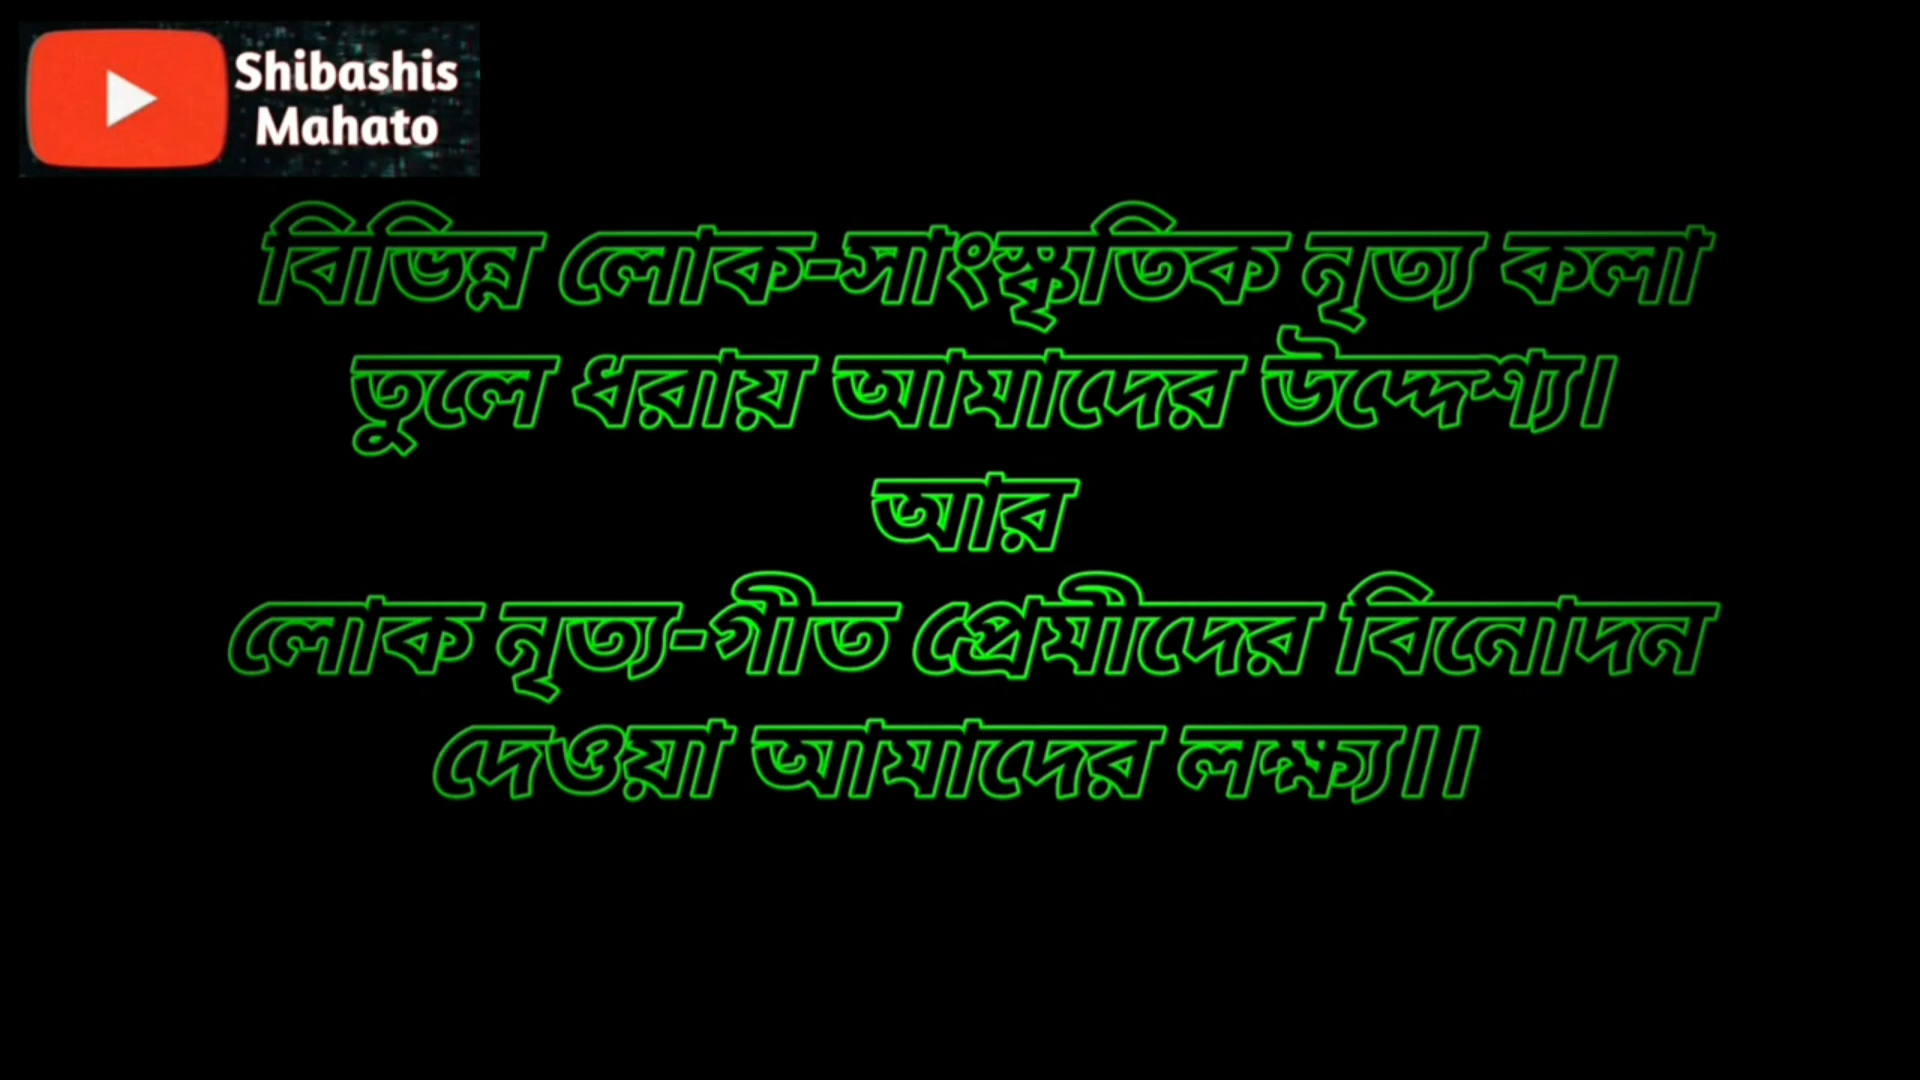 Shibashis
Mahato
বিভিন্ন লোক-সাংস্কৃতিক নৃত্য কলা
তুলে ধরায় আমাদের উদ্দেশ্য।
আর
লোক নৃত্য-গীত প্রেমীদের বিনোদন
দেওয়া আমাদের লক্ষ্য।।